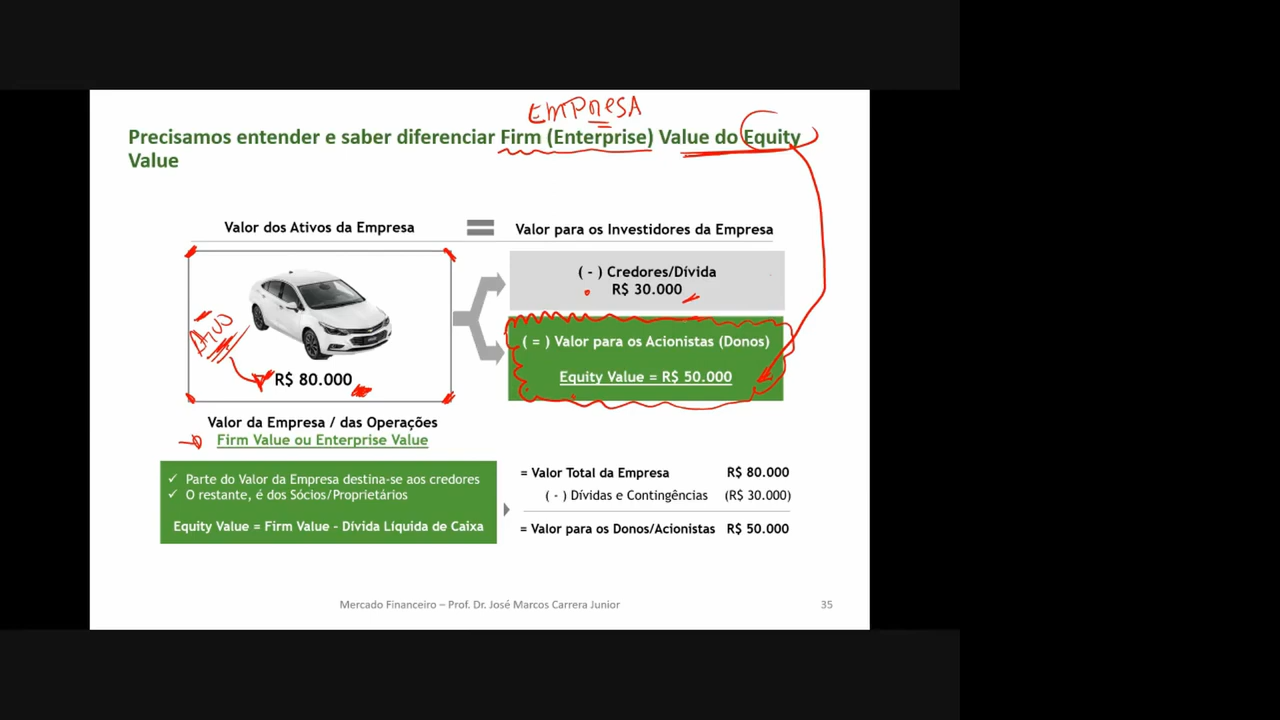 EMPRESA
Precisamos entender e saber diferenciar Firm (Enterprise) Value do Equity
Value
Valor dos Ativos da Empresa
Valor para os Investidores da Empresa
( - ) Credores/Dívida
R$ 30.000
Ativo
( = ) Valor para os Acionistas (Donos)
Equity Value = R$ 50.000
R$ 80.000
Valor da Empresa / das Operações
Firm Value ou Enterprise Value
✓ Parte do Valor da Empresa destina-se aos credores
✓ O restante, é dos Sócios/Proprietários
Equity Value = Firm Value - Dívida Líquida de Caixa
= Valor Total da Empresa R$ 80.000
( - ) Dívidas e Contingências (R$ 30.000)
= Valor para os Donos/Acionistas R$ 50.000
Mercado Financeiro – Prof. Dr. José Marcos Carrera Junior 35